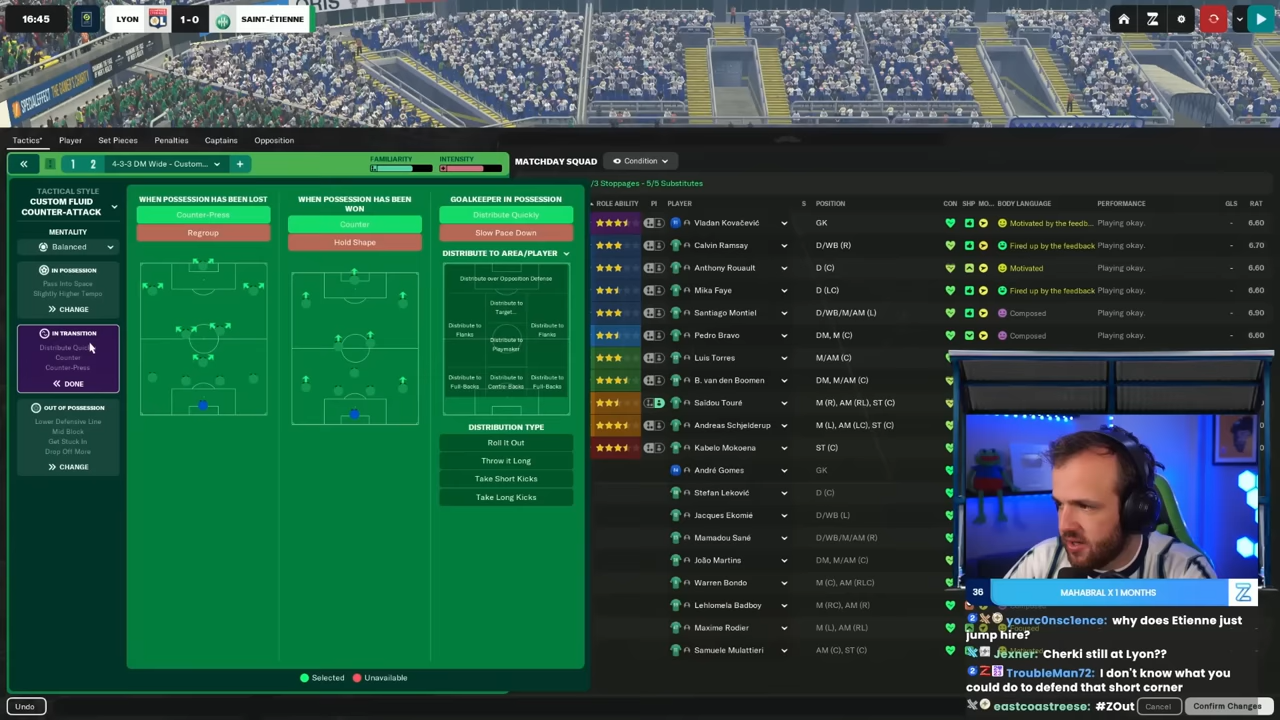 16:45
LYON
1-0
SAINT-ÉTIENNE
SPECIALEFFECT THE GAMERS CHARITY
Tactics*
Player
Set Pieces
Penalties
Captains
Opposition
1
2
4-3-3 DM Wide - Custom...
FAMILIARITY
INTENSITY
MATCHDAY SQUAD
Condition
/3 Stoppages - 5/5 Substitutes
TACTICAL STYLE
CUSTOM FLUID
COUNTER-ATTACK
MENTALITY
Balanced
IN POSSESSION
Pass Into Space
Slightly Higher Tempo
CHANGE
IN TRANSITION
Distribute Quickly
Counter
Counter-Press
DONE
OUT OF POSSESSION
Lower Defensive Line
Mid Block
Get Stuck In
Drop Off More
CHANGE
WHEN POSSESSION HAS BEEN LOST
Counter-Press
Regroup
WHEN POSSESSION HAS BEEN
WON
Counter
Hold Shape
GOALKEEPER IN POSSESSION
Distribute Quickly
Slow Pace Down
DISTRIBUTE TO AREA/PLAYER
Distribute over Opposition Defense
Distribute to
Target...
Distribute to
Flanks
Distribute to
Flanks
Distribute to
Playmaker
Distribute to
Full-Backs
Distribute to
Centre-Backs
Distribute to
Full-Backs
DISTRIBUTION TYPE
Roll It Out
Throw it Long
Take Short Kicks
Take Long Kicks
Selected
Unavailable
ROLE ABILITY PI PLAYER S POSITION CON SHP MO... BODY LANGUAGE PERFORMANCE GLS RAT
Vladan Kovačević GK Motivated by the feedb... Playing okay. 6.60
Calvin Ramsay D/WB (R) Fired up by the feedback Playing okay. - 6.70
Anthony Rouault D (C) Motivated Playing okay. - 6.60
Mika Faye D (LC) Fired up by the feedback Playing okay. - 6.60
Santiago Montiel D/WB/M/AM (L) Composed Playing okay. - 6.90
Pedro Bravo DM, M (C) Composed Playing okay. - 6.60
Luis Torres M/AM (C)
B. van den Boomen DM, M/AM (C)
Saïdou Touré M (R), AM (RL), ST (C)
Andreas Schjelderup M (L), AM (LC), ST (C)
Kabelo Mokoena ST (C)
André Gomes GK
Stefan Leković D (C)
Jacques Ekomié D/WB (L)
Mamadou Sané D/WB/M/AM (R)
João Martins DM, M/AM (C)
Warren Bondo M (C), AM (RLC)
Lehlomela Badboy M (RC), AM (R)
Maxime Rodier M (L), AM (RL)
Samuele Mulattieri AM (C), ST (C)
36
MAHABRAL X 1 MONTHS
yourc0nsc1ence: why does Etienne just
jump hire?
Jexner: Cherki still at Lyon??
TroubleMan72: I don't know what you
could do to defend that short corner
eastcoastreese: #ZOut
Undo
Cancel
Confirm Changes